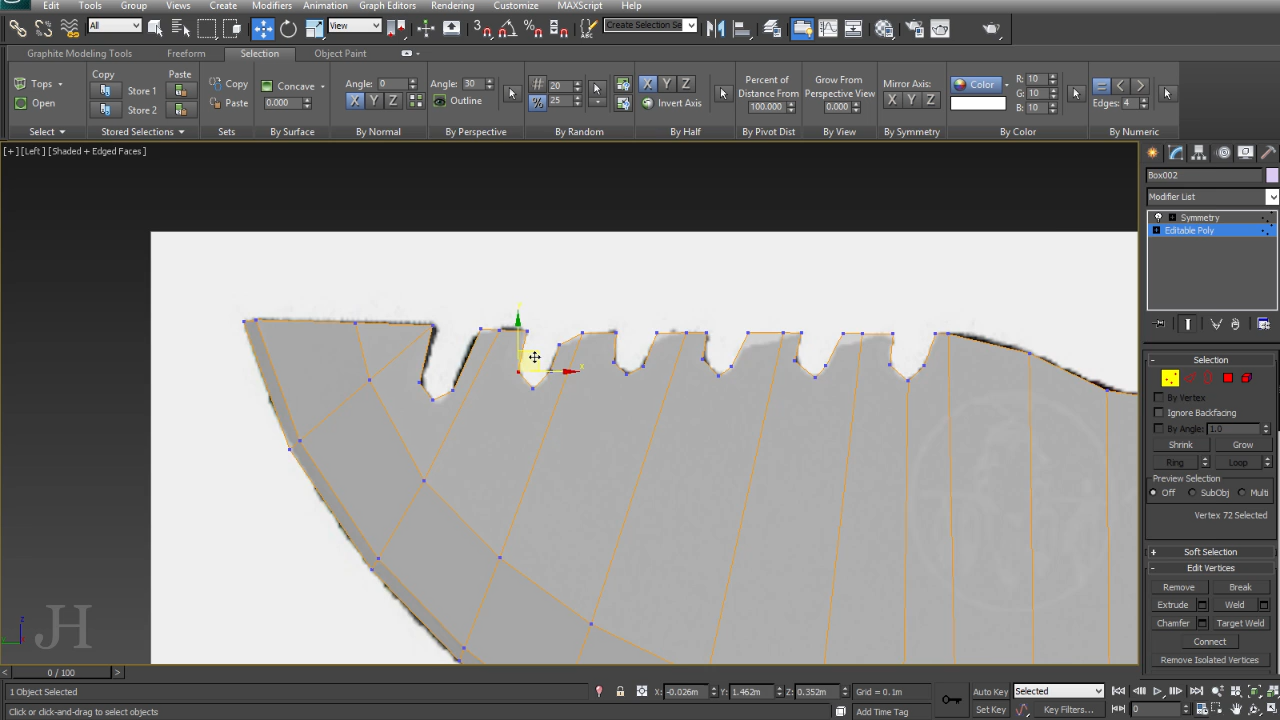 Edit Tools Group Views Create Modifiers Animation Graph Editors Rendering Customize MAXScript Help
All View Create Selection Se
Graphite Modeling Tools Freeform Selection Object Paint
Tops Open Copy Paste Store 1 Store 2 Copy Paste Concave 0.000 Angle: 0 X Y Z Angle: 30 Outline # 20 % 25 X Y Z Invert Axis Percent of Distance From 100.000 Grow From Perspective View 0.000 Mirror Axis: X Y Z Color R: 10 G: 10 B: 10 Edges: 4
Select Stored Selections Sets By Surface By Normal By Perspective By Random By Half By Pivot Dist By View By Symmetry By Color By Numeric
[+] [Left] [Shaded + Edged Faces]
Box002
Modifier List
Symmetry
Editable Poly
Selection
By Vertex
Ignore Backfacing
By Angle: 1.0
Shrink Grow
Ring Loop
Preview Selection
Off SubObj Multi
Vertex 72 Selected
Soft Selection
Edit Vertices
Remove Break
Extrude Weld
Chamfer Target Weld
Connect
Remove Isolated Vertices
x
z
JH
0 / 100
1 Object Selected X: -0.026m Y: 1.462m Z: 0.352m Grid = 0.1m Auto Key Selected
Click or click-and-drag to select objects Add Time Tag Set Key Key Filters... 0